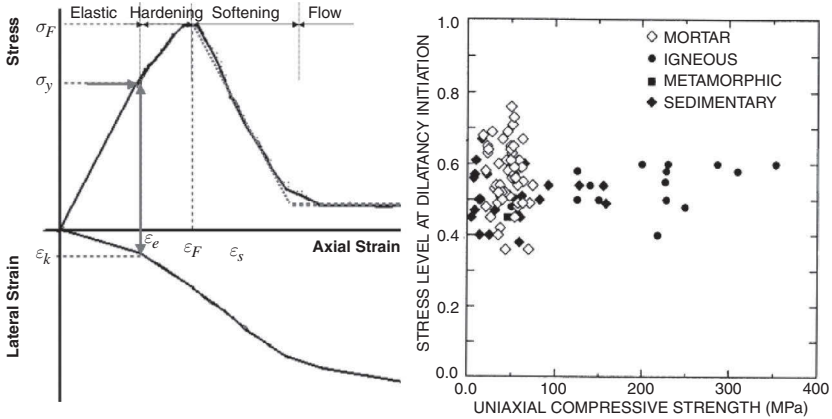 Elastic Hardening Softening Flow
Stress
σF
σy
εk
εe
εF
εs
Axial Strain
Lateral Strain
MORTAR
IGNEOUS
METAMORPHIC
SEDIMENTARY
STRESS LEVEL AT DILATANCY INITIATION
1.0
0.8
0.6
0.4
0.2
0.0
0.0 100 200 300 400
UNIAXIAL COMPRESSIVE STRENGTH (MPa)